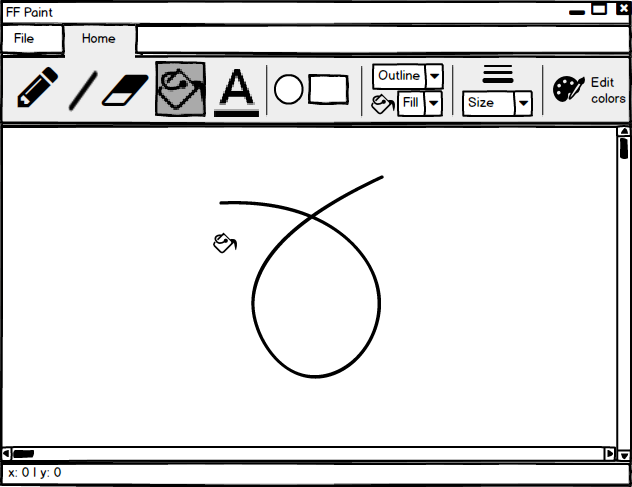 FF Paint
File Home
A
Outline
Fill
Size
Edit
colors
x: 0 | y: 0